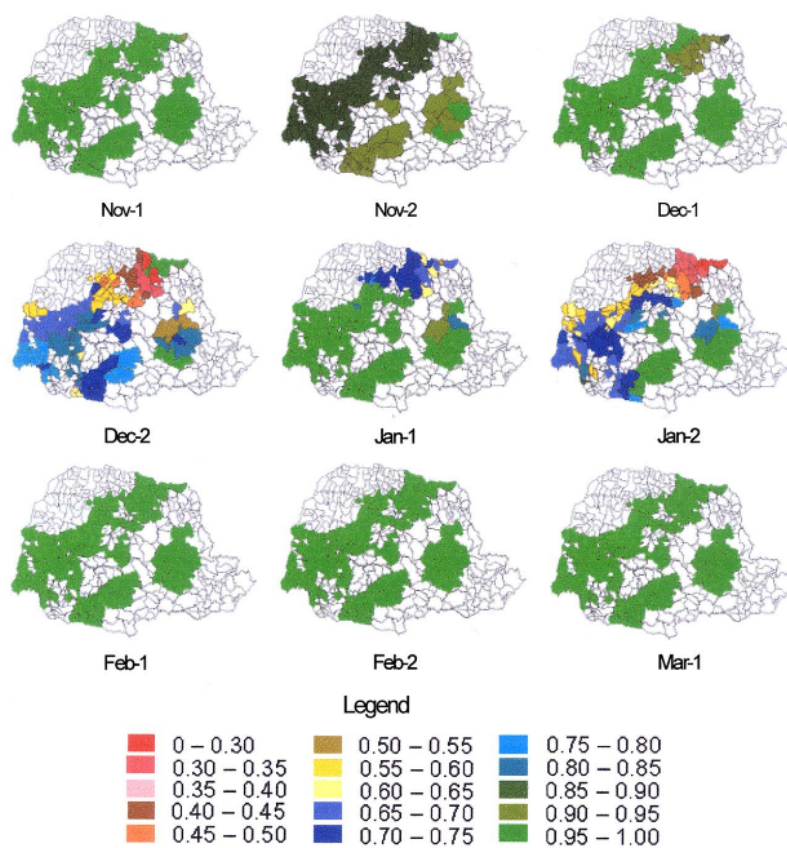 Nov-1 Nov-2 Dec-1
Dec-2 Jan-1 Jan-2
Feb-1 Feb-2 Mar-1
Legend
0 – 0.30 0.50 – 0.55 0.75 – 0.80
0.30 – 0.35 0.55 – 0.60 0.80 – 0.85
0.35 – 0.40 0.60 – 0.65 0.85 – 0.90
0.40 – 0.45 0.65 – 0.70 0.90 – 0.95
0.45 – 0.50 0.70 – 0.75 0.95 – 1.00